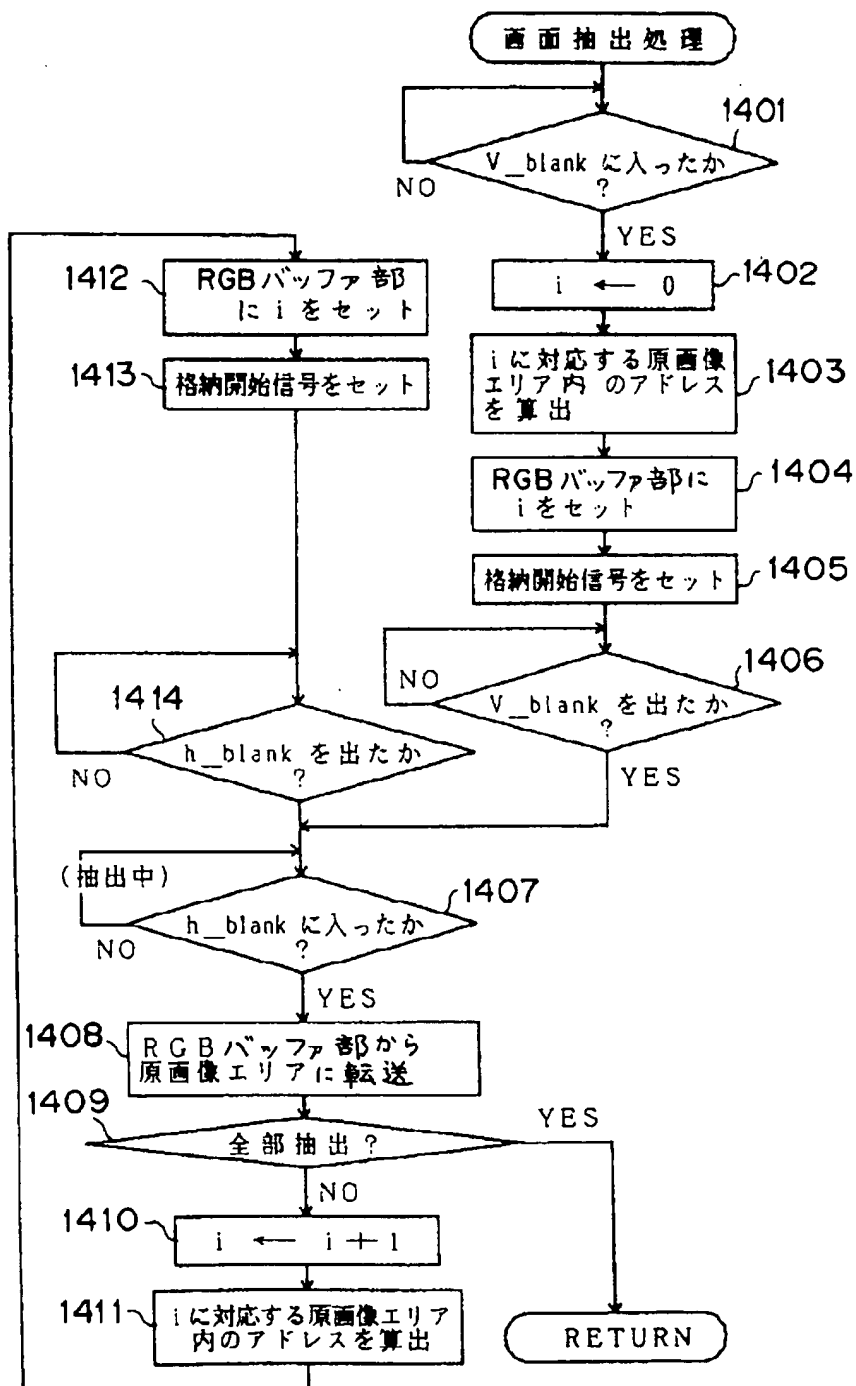 画面抽出処理
1401
V_blank に入ったか
?
NO
YES
1402
i ← 0
1403
iに対応する原画像
エリア内 のアドレス
を算出
1404
RGBバッファ部に
iをセット
1405
格納開始信号をセット
1406
V_blank を出たか
?
NO
YES
1412
RGBバッファ部
にiをセット
1413
格納開始信号をセット
1414
h_blank を出たか
?
NO
(抽出中)
1407
h_blank に入ったか
?
NO
YES
1408
RGBバッファ部から
原画像エリアに転送
1409
全部抽出?
YES
NO
1410
i ← i+1
1411
iに対応する原画像エリア
内のアドレスを算出
RETURN